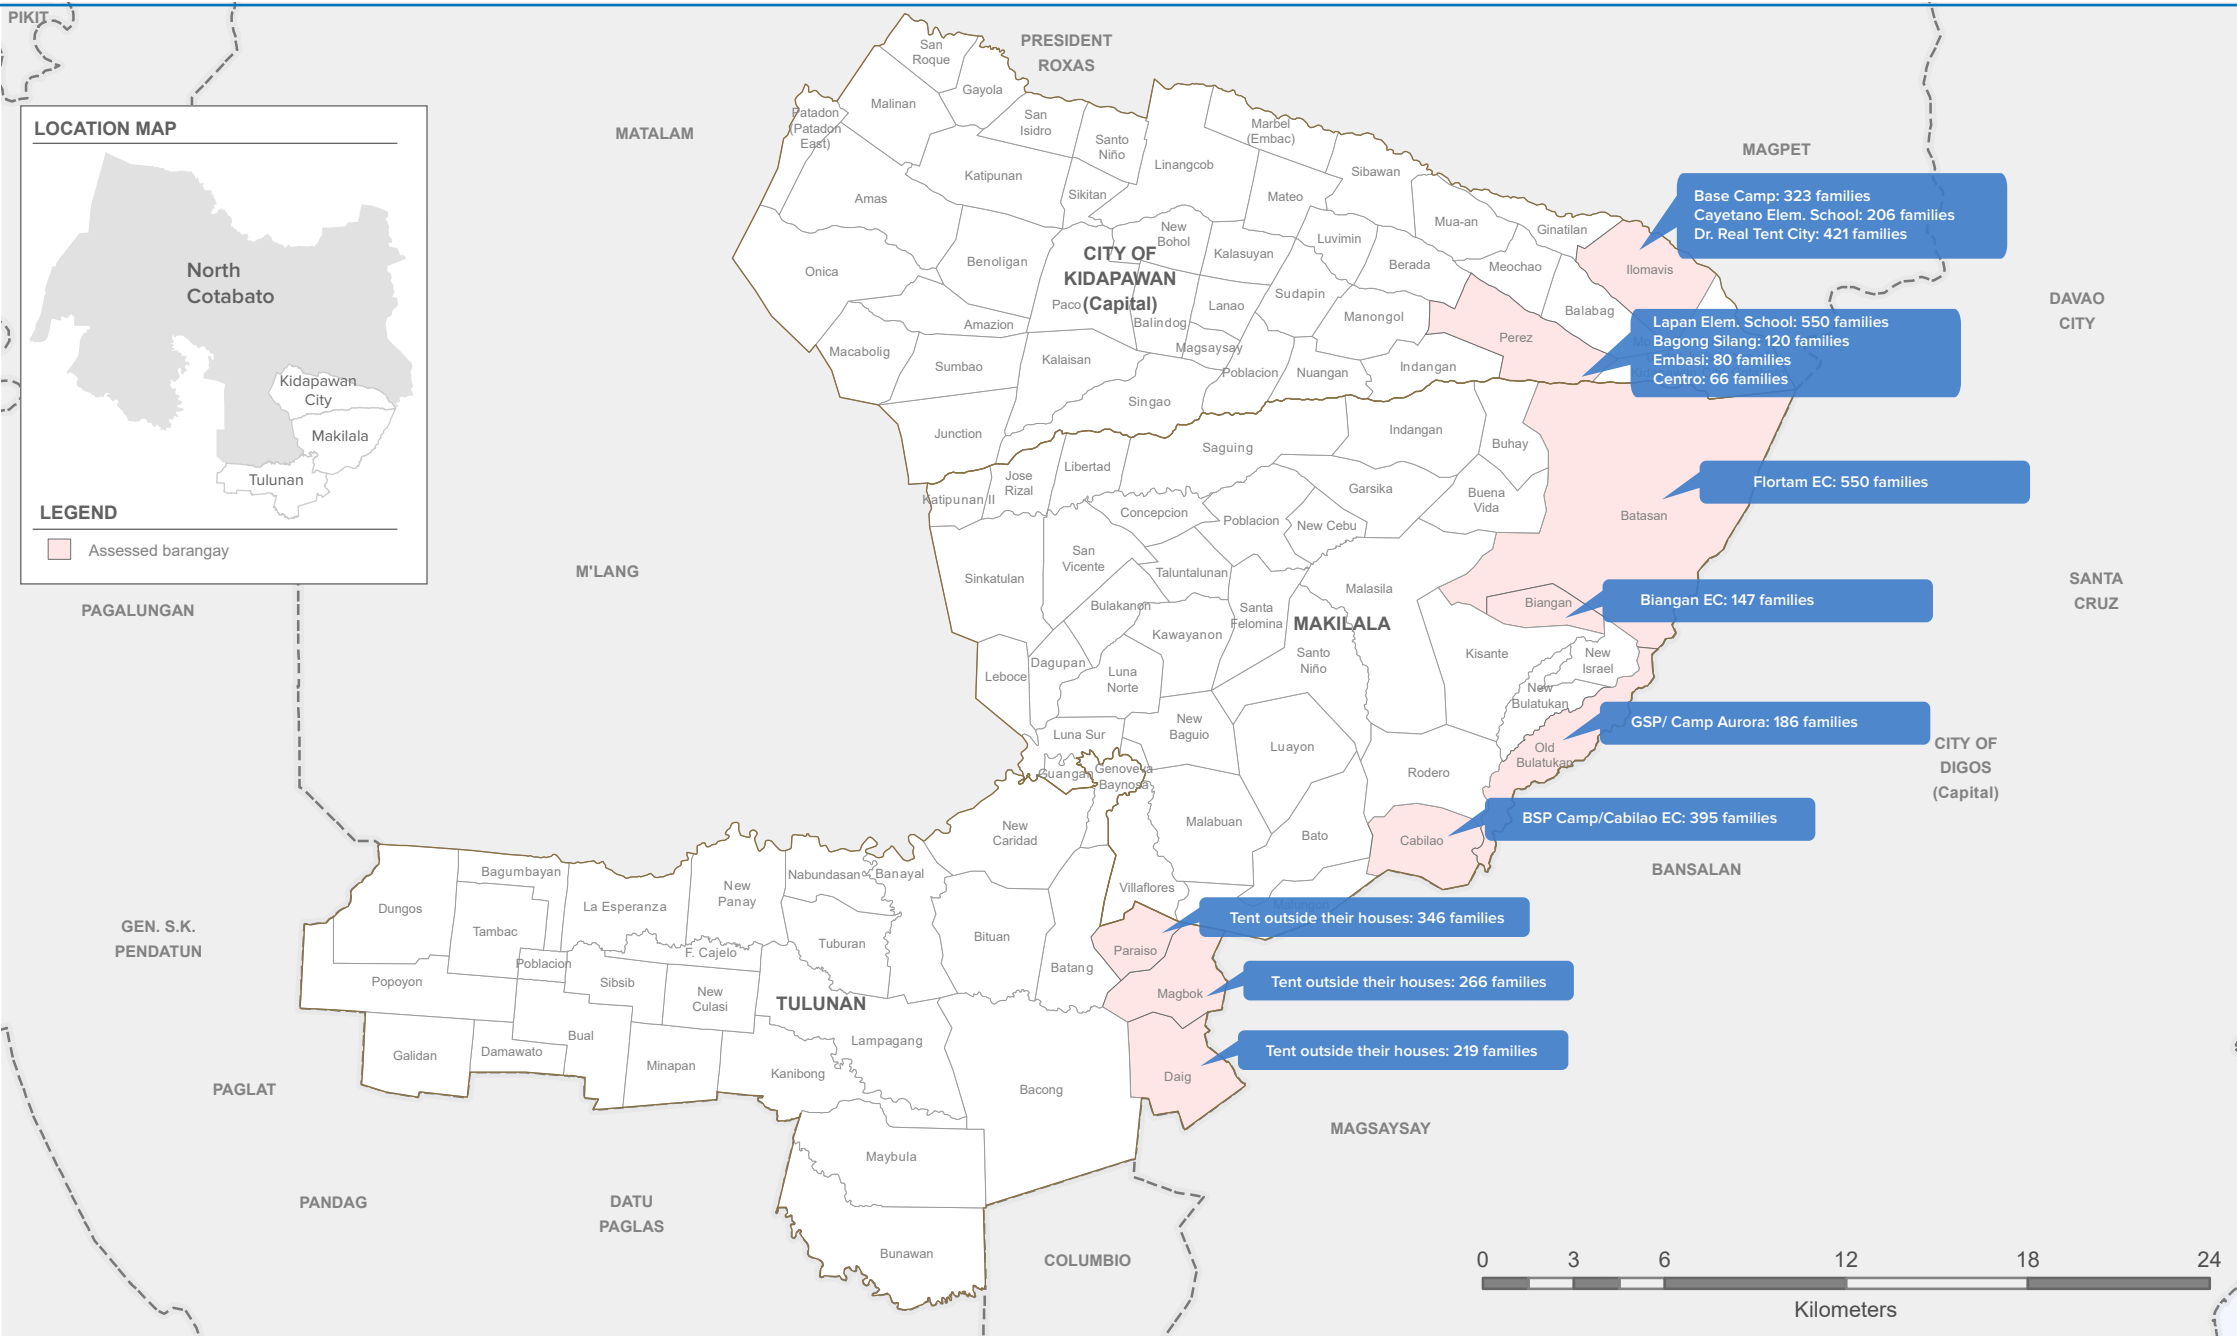 PIKIT
PRESIDENT
ROXAS
MATALAM
MAGPET
DAVAO
CITY
LOCATION MAP
North
Cotabato
Kidapawan
City
Makilala
Tulunan
LEGEND
Assessed barangay
San
Roque
Gayola
Malinan
Patadon
(Patadon
East)
San
Isidro
Santo
Niño
Marbel
(Embac)
Linangcob
Sibawan
Katipunan
Sikitan
Mateo
Amas
Mua-an
Ginatilan
New
Bohol
Luvimin
Kalasuyan
CITY OF
KIDAPAWAN
(Capital)
Benoligan
Onica
Berada
Meochao
Ilomavis
Sudapin
Paco
Lanao
Balabag
Manongol
Balindog
Amazion
Perez
Magsaysay
Macabolig
Sumbao
Kalaisan
Poblacion
Nuangan
Indangan
Singao
Junction
Base Camp: 323 families
Cayetano Elem. School: 206 families
Dr. Real Tent City: 421 families
Lapan Elem. School: 550 families
Bagong Silang: 120 families
Embasi: 80 families
Centro: 66 families
Indangan
Buhay
Saguing
Libertad
Jose
Rizal
Katipunan II
Garsika
Buena
Vida
Flortam EC: 550 families
Batasan
Concepcion
Poblacion
New Cebu
San
Vicente
Taluntalunan
Sinkatulan
Malasila
Bulakanon
Santa
Felomina
MAKILALA
Biangan
Biangan EC: 147 families
Kawayanon
Santo
Niño
Kisante
New
Israel
Dagupan
Leboce
Luna
Norte
New
Bulatukan
New
Baguio
GSP/ Camp Aurora: 186 families
Luna Sur
Luayon
Old
Bulatukan
Guangan
Genoveva
Baynosa
Rodero
Malabuan
Bato
Cabilao
BSP Camp/Cabilao EC: 395 families
Villaflores
Malungon
M'LANG
PAGALUNGAN
SANTA
CRUZ
CITY OF
DIGOS
(Capital)
BANSALAN
New
Caridad
Bagumbayan
Nabundasan
Banayal
New
Panay
La Esperanza
Dungos
Tambac
Tuburan
Bituan
Tent outside their houses: 346 families
F. Cajelo
Paraiso
Poblacion
Batang
Popoyon
Sibsib
New
Culasi
TULUNAN
Magbok
Tent outside their houses: 266 families
Bual
Lampagang
Galidan
Damawato
Minapan
Kanibong
Bacong
Daig
Tent outside their houses: 219 families
Maybula
Bunawan
GEN. S.K.
PENDATUN
PAGLAT
PANDAG
DATU
PAGLAS
COLUMBIO
MAGSAYSAY
0 3 6 12 18 24
Kilometers